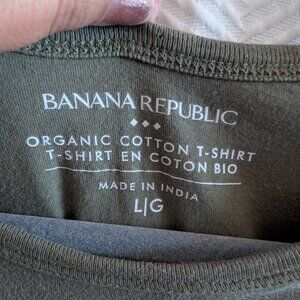 BANANA REPUBLIC
ORGANIC COTTON T-SHIRT
T-SHIRT EN COTON BIO
MADE IN INDIA
L|G